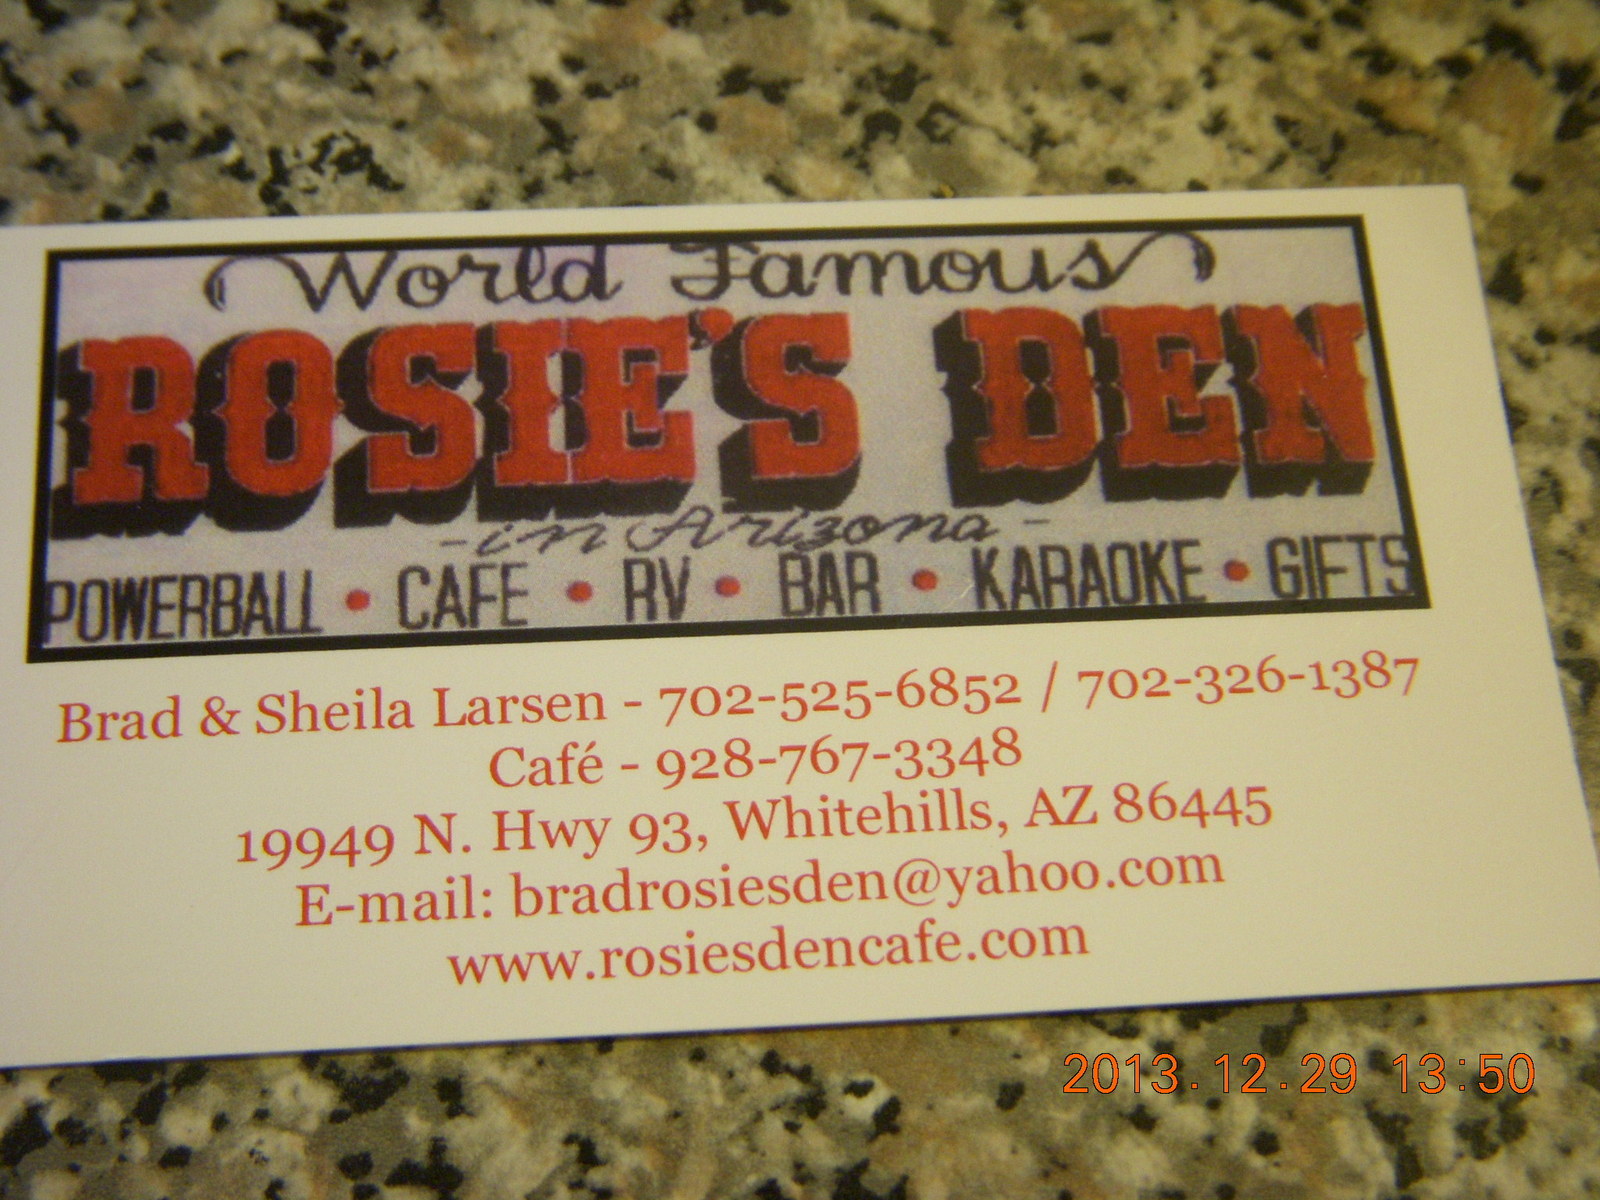 World Famous
ROSIE'S DEN
- in Arizona -
POWERBALL • CAFE • RV • BAR • KARAOKE • GIFTS
Brad & Sheila Larsen - 702-525-6852 / 702-326-1387
Café - 928-767-3348
19949 N. Hwy 93, Whitehills, AZ 86445
E-mail: bradrosiesden@yahoo.com
www.rosiesdencafe.com
2013.12.29 13:50